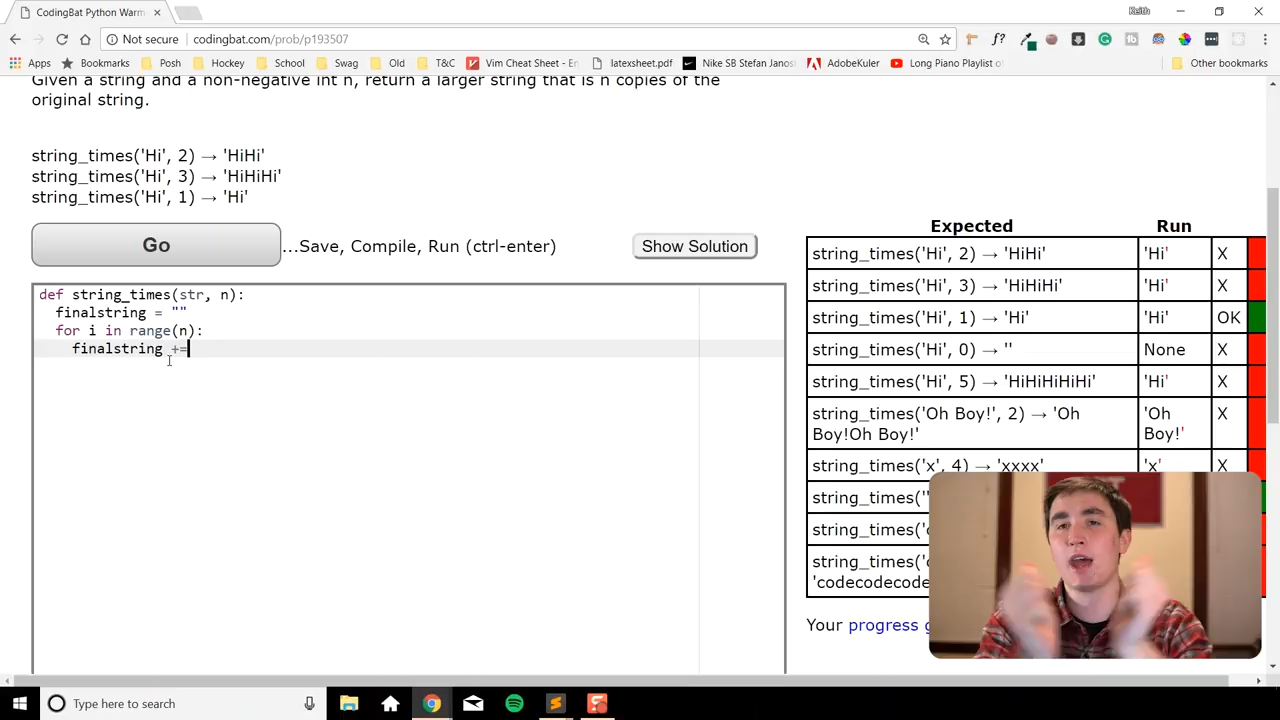 CodingBat Python Warm
Keith
Not secure codingbat.com/prob/p193507
Apps Bookmarks Posh Hockey School Swag Old T&C Vim Cheat Sheet - En latexsheet.pdf Nike SB Stefan Janos AdobeKuler Long Piano Playlist o Other bookmarks
Given a string and a non-negative int n, return a larger string that is n copies of the
original string.
string_times('Hi', 2) → 'HiHi'
string_times('Hi', 3) → 'HiHiHi'
string_times('Hi', 1) → 'Hi'
Go ...Save, Compile, Run (ctrl-enter) Show Solution
def string_times(str, n):
finalstring = ""
for i in range(n):
finalstring +=
Expected Run
string_times('Hi', 2) → 'HiHi' 'Hi' X
string_times('Hi', 3) → 'HiHiHi' 'Hi' X
string_times('Hi', 1) → 'Hi' 'Hi' OK
string_times('Hi', 0) → '' None X
string_times('Hi', 5) → 'HiHiHiHiHi' 'Hi' X
string_times('Oh Boy!', 2) → 'Oh 'Oh X
Boy!Oh Boy!' Boy!'
string_times('x', 4) → 'xxxx' 'x' X
string_times(''
string_times('c
string_times('c
'codecodecode
Your progress g
Type here to search